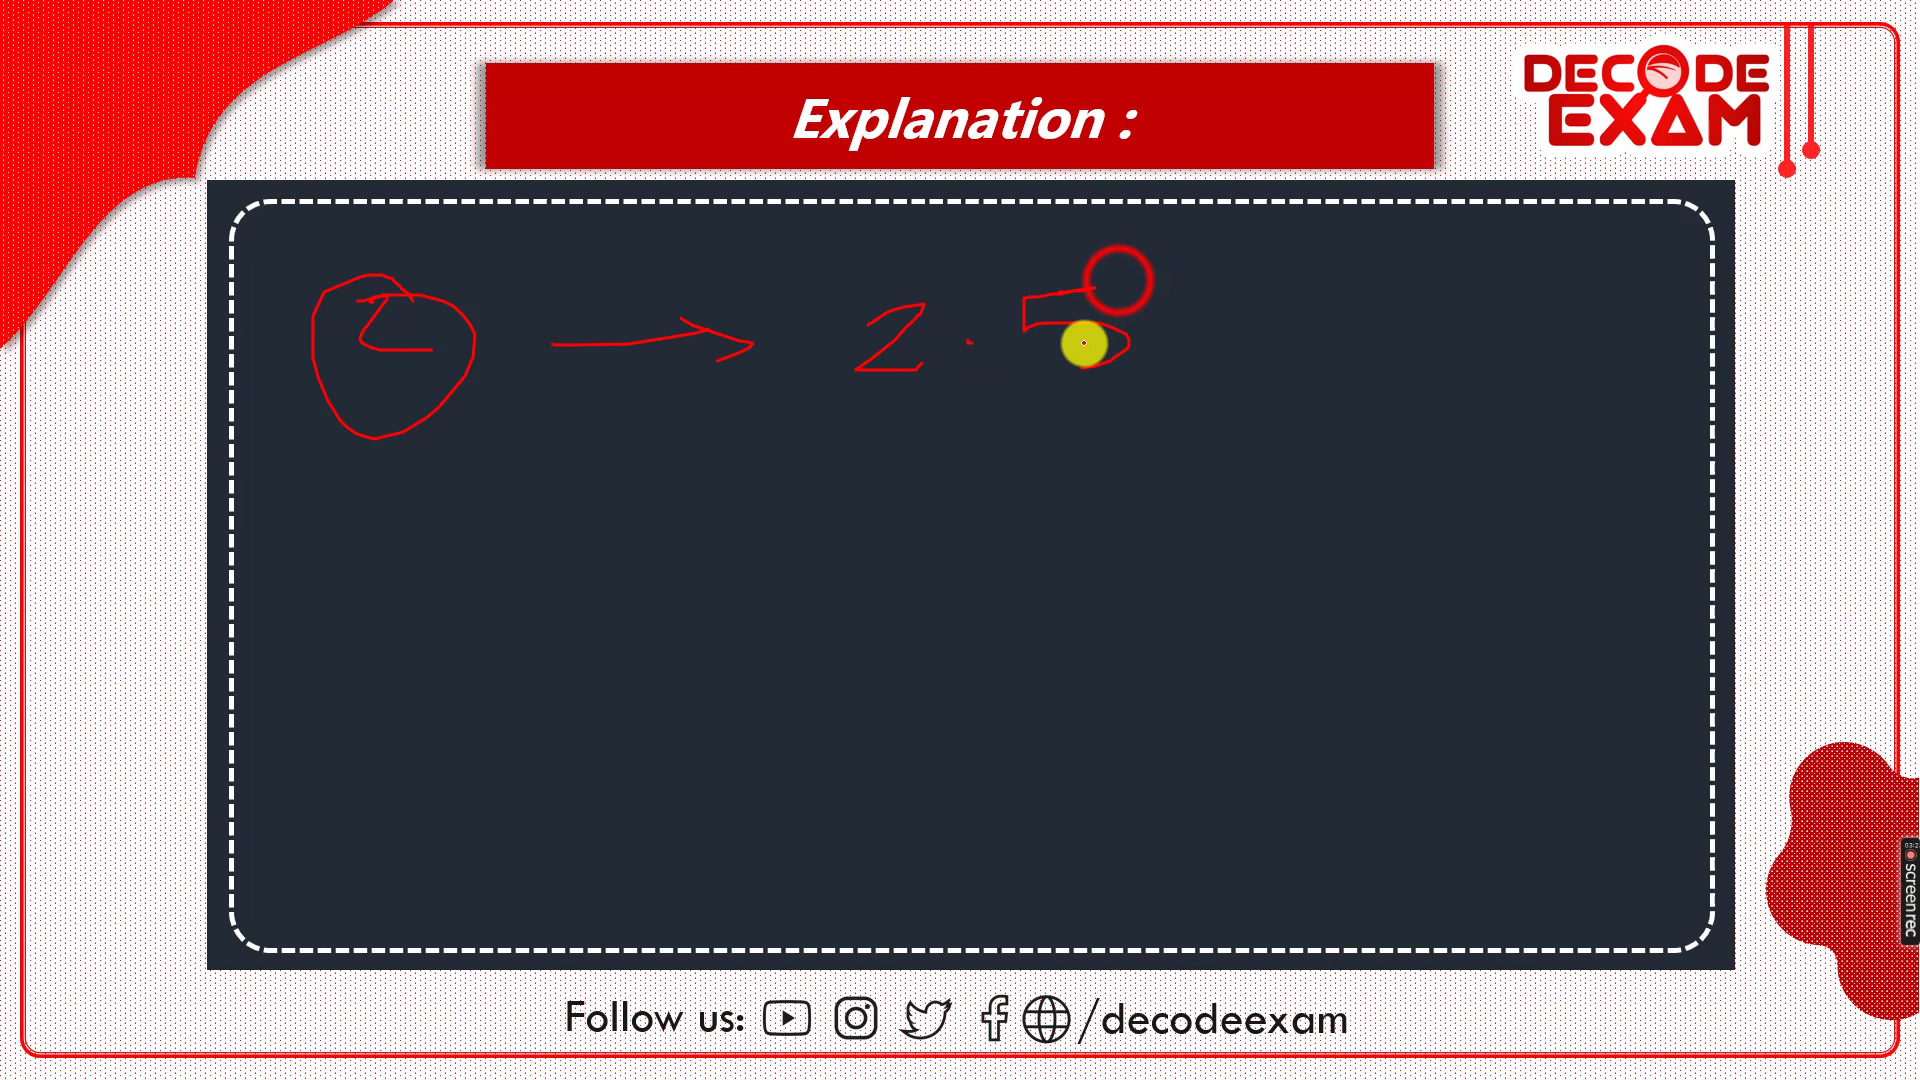 DECODE
EXAM
Explanation :
2 → 2.5
Follow us: /decodeexam
screenrec